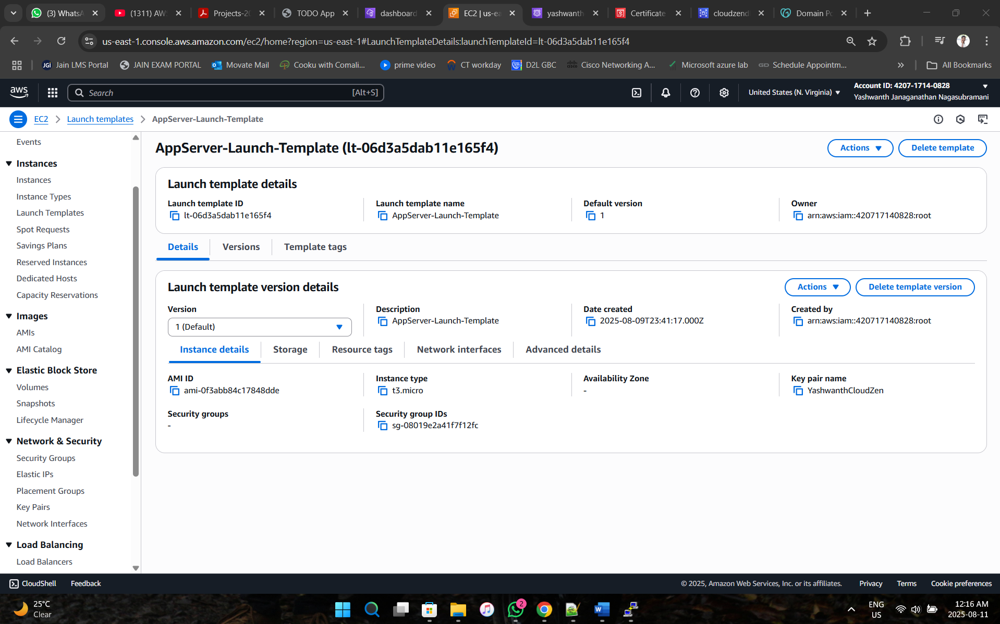 (3) WhatsA
(1311) AW
Projects-20
TODO App
dashboard
EC2 | us-ea
yashwanth
Certificate
cloudzend
Domain Po
us-east-1.console.aws.amazon.com/ec2/home?region=us-east-1#LaunchTemplateDetails:launchTemplateId=lt-06d3a5dab11e165f4
JGi Jain LMS Portal
JAIN EXAM PORTAL
Movate Mail
Cooku with Comali...
prime video
CT workday
D2L GBC
Cisco Networking A...
Microsoft azure lab
GD Schedule Appointm...
All Bookmarks
aws
Search
[Alt+S]
United States (N. Virginia)
Account ID: 4207-1714-0828
Yashwanth Janaganathan Nagasubramani
EC2
Launch templates
AppServer-Launch-Template
Events
Instances
Instances
Instance Types
Launch Templates
Spot Requests
Savings Plans
Reserved Instances
Dedicated Hosts
Capacity Reservations
Images
AMIs
AMI Catalog
Elastic Block Store
Volumes
Snapshots
Lifecycle Manager
Network & Security
Security Groups
Elastic IPs
Placement Groups
Key Pairs
Network Interfaces
Load Balancing
Load Balancers
AppServer-Launch-Template (lt-06d3a5dab11e165f4)
Actions
Delete template
Launch template details
Launch template ID
lt-06d3a5dab11e165f4
Launch template name
AppServer-Launch-Template
Default version
1
Owner
arn:aws:iam::420717140828:root
Details
Versions
Template tags
Launch template version details
Actions
Delete template version
Version
1 (Default)
Description
AppServer-Launch-Template
Date created
2025-08-09T23:41:17.000Z
Created by
arn:aws:iam::420717140828:root
Instance details
Storage
Resource tags
Network interfaces
Advanced details
AMI ID
ami-0f3abb84c17848dde
Instance type
t3.micro
Availability Zone
-
Key pair name
YashwanthCloudZen
Security groups
-
Security group IDs
sg-08019e2a41f7f12fc
CloudShell
Feedback
© 2025, Amazon Web Services, Inc. or its affiliates.
Privacy
Terms
Cookie preferences
25°C
Clear
2
ENG
US
12:16 AM
2025-08-11